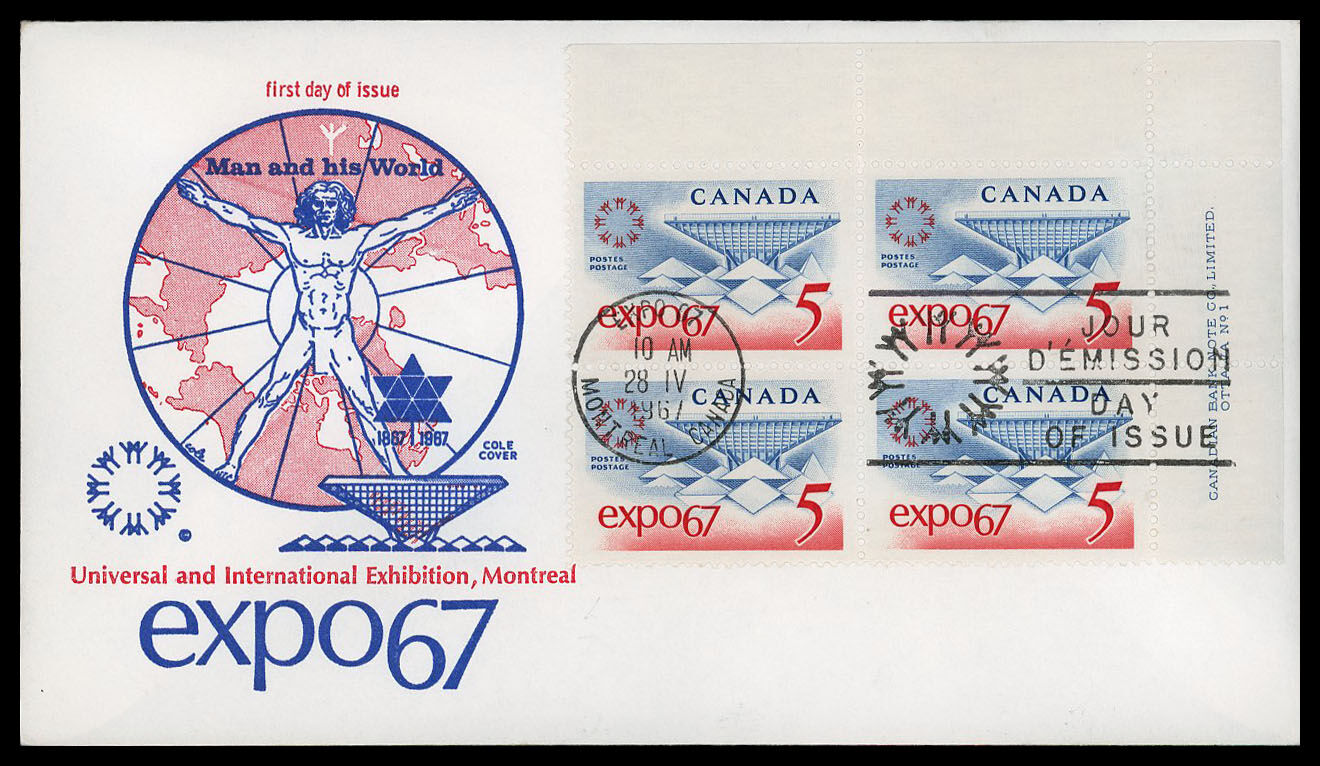 first day of issue
Man and his World
1867 1967
COLE
COVER
Universal and International Exhibition, Montreal
expo67
CANADA
POSTES
POSTAGE
expo67 5
CANADA
POSTES
POSTAGE
expo67 5
CANADA
POSTES
POSTAGE
expo67 5
CANADA
POSTES
POSTAGE
expo67 5
EXPO
10 AM
28 IV
1967
MONTREAL CANADA
JOUR
D'ÉMISSION
DAY
OF ISSUE
CANADIAN BANK NOTE CO., LIMITED.
OTTAWA Nº 1